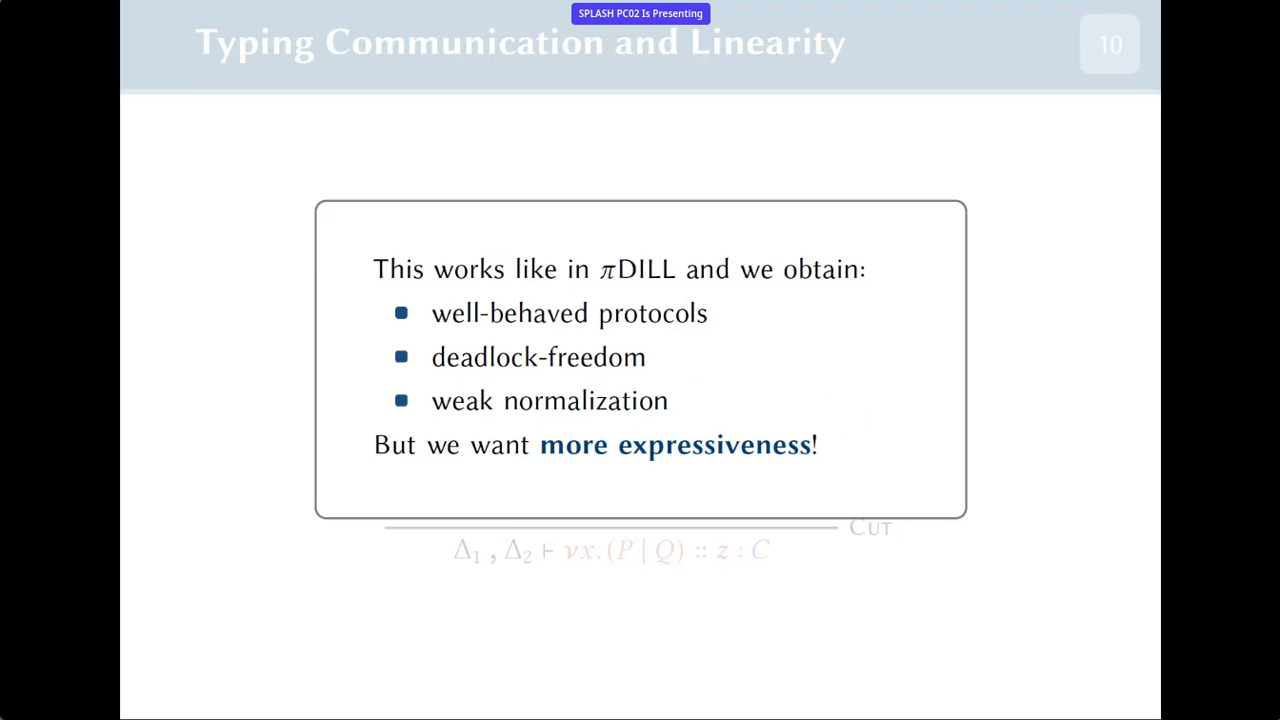 SPLASH PC02 Is Presenting
Typing Communication and Linearity
10
This works like in πDILL and we obtain:
well-behaved protocols
deadlock-freedom
weak normalization
But we want more expressiveness!
CUT
Δ₁ , Δ₂ ⊢ νx.(P | Q) :: z : C